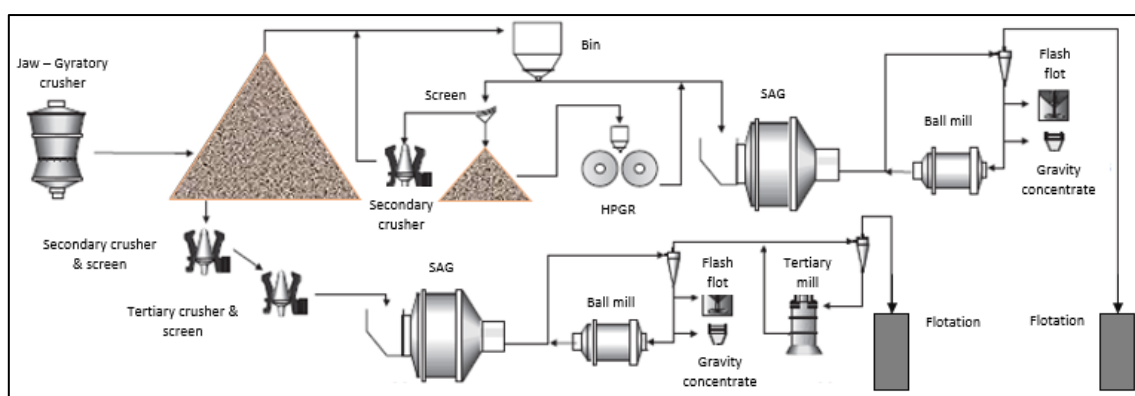 Jaw – Gyratory
crusher
Bin
Screen
SAG
Flash
flot
Ball mill
Gravity
concentrate
Secondary
crusher
HPGR
Secondary crusher
& screen
Tertiary crusher &
screen
SAG
Ball mill
Flash
flot
Gravity
concentrate
Tertiary
mill
Flotation
Flotation